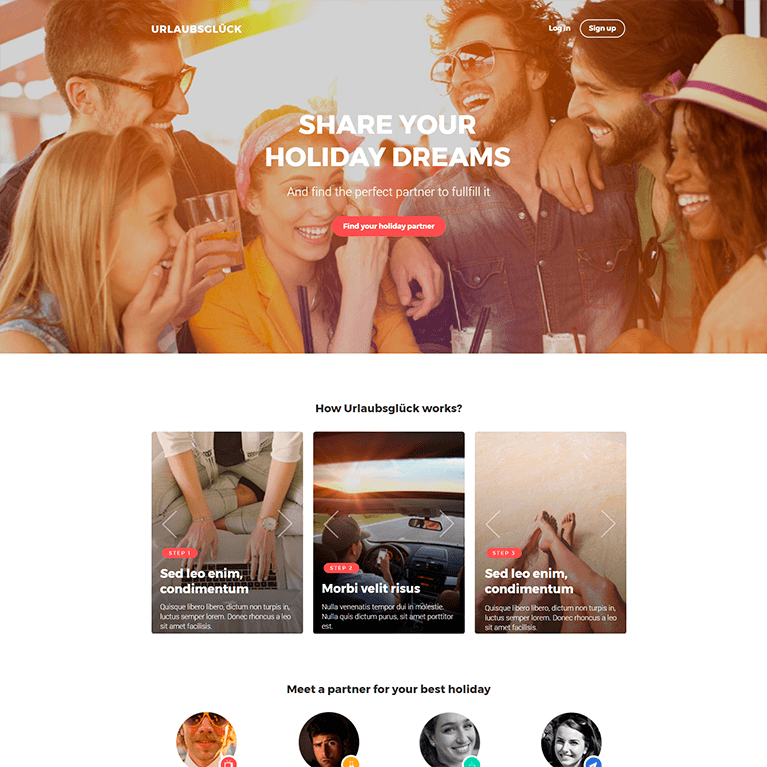 URLAUBSGLÜCK
Log In
Sign up
SHARE YOUR
HOLIDAY DREAMS
And find the perfect partner to fullfill it
Find your holiday partner
How Urlaubsglück works?
STEP 1
Sed leo enim,
condimentum
Quisque libero libero, dictum non turpis in,
luctus semper lorem. Donec rhoncus a leo
sit amet facilisis.
STEP 2
Morbi velit risus
Nulla venenatis tempor dui in molestie.
Nulla quis dictum purus, sit amet porttitor
est.
STEP 3
Sed leo enim,
condimentum
Quisque libero libero, dictum non turpis in,
luctus semper lorem. Donec rhoncus a leo
sit amet facilisis.
Meet a partner for your best holiday